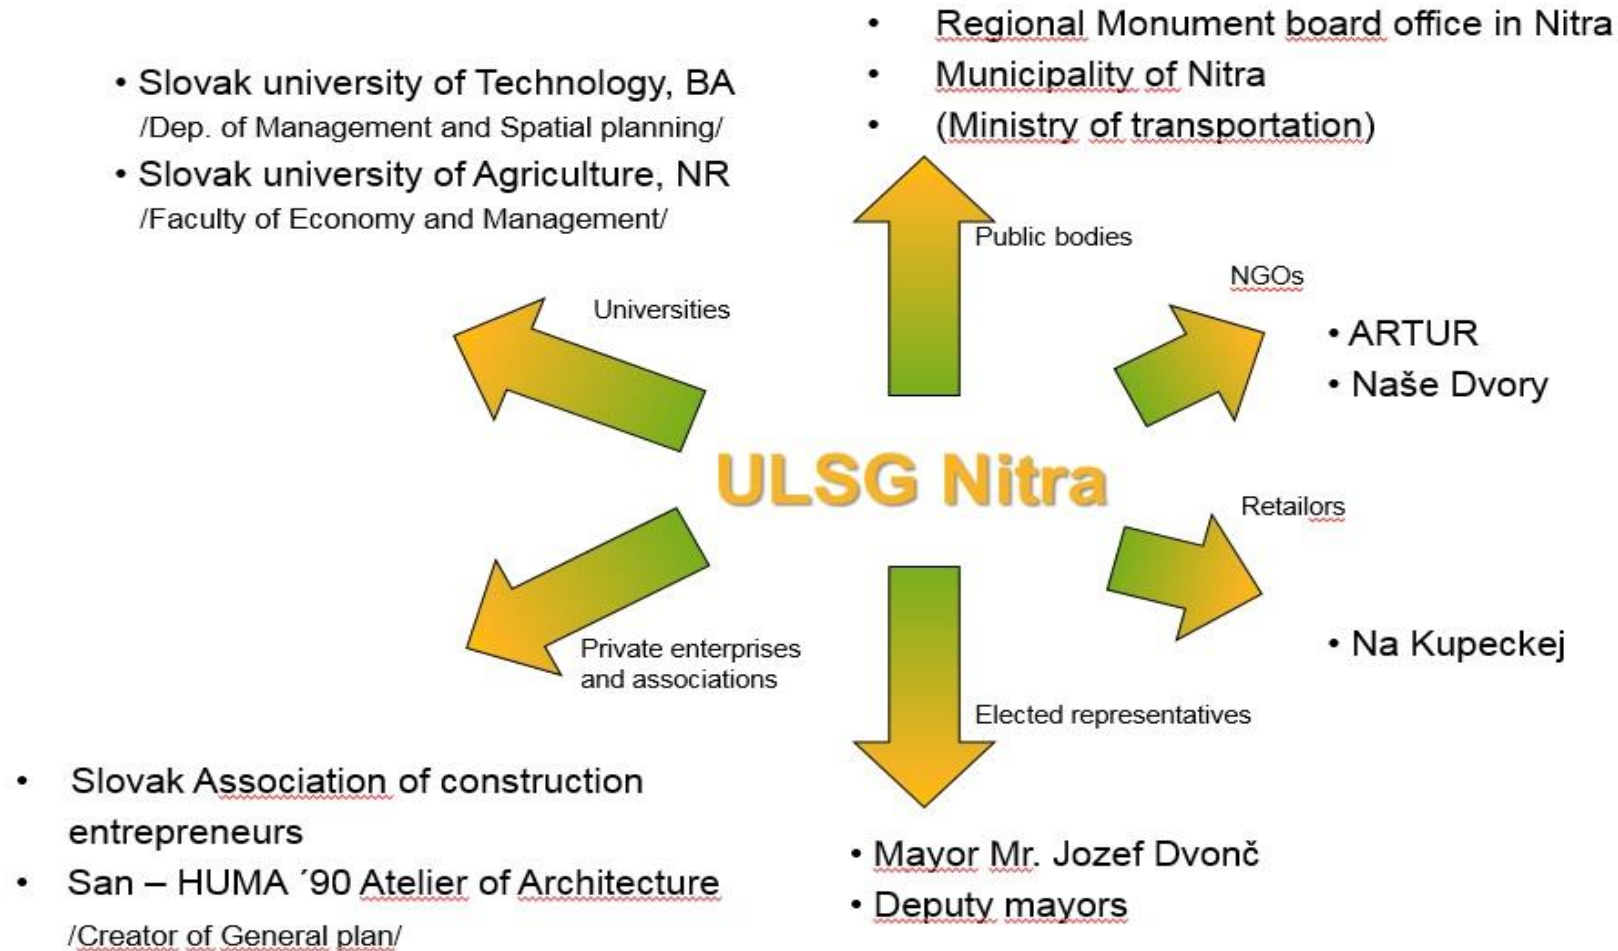 • Slovak university of Technology, BA
/Dep. of Management and Spatial planning/
• Slovak university of Agriculture, NR
/Faculty of Economy and Management/
Universities
• Regional Monument board office in Nitra
• Municipality of Nitra
• (Ministry of transportation)
Public bodies
NGOs
• ARTUR
• Naše Dvory
ULSG Nitra
Retailors
• Na Kupeckej
Private enterprises
and associations
• Slovak Association of construction
entrepreneurs
• San – HUMA ´90 Atelier of Architecture
/Creator of General plan/
Elected representatives
• Mayor Mr. Jozef Dvonč
• Deputy mayors